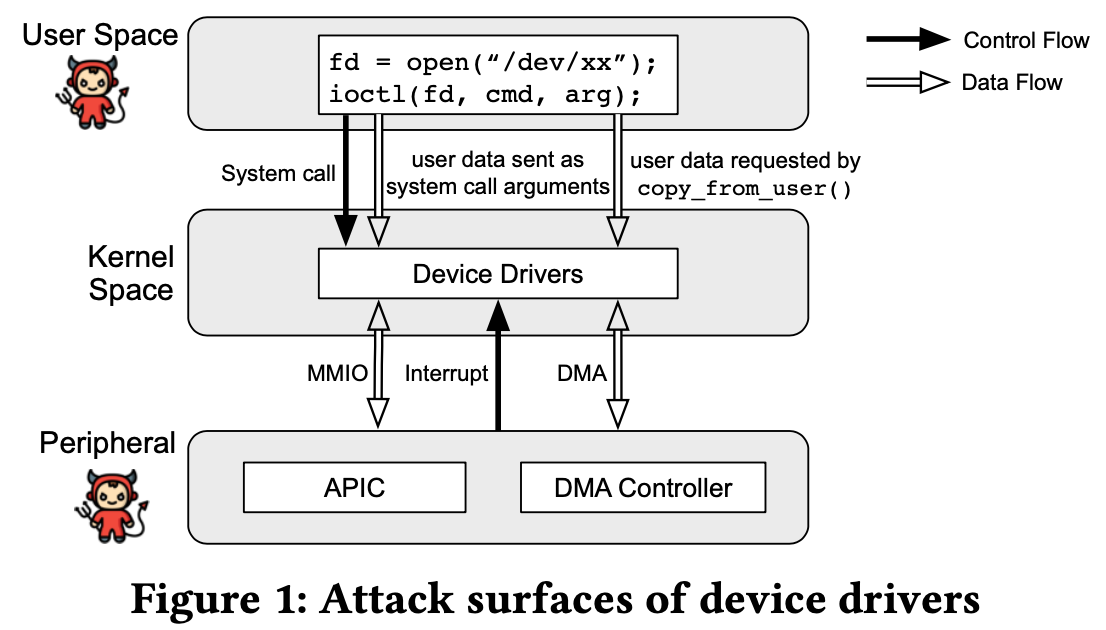 User Space
fd = open(“/dev/xx”);
ioctl(fd, cmd, arg);
Control Flow
Data Flow
System call
user data sent as
system call arguments
user data requested by
copy_from_user()
Kernel
Space
Device Drivers
MMIO
Interrupt
DMA
Peripheral
APIC
DMA Controller
Figure 1: Attack surfaces of device drivers